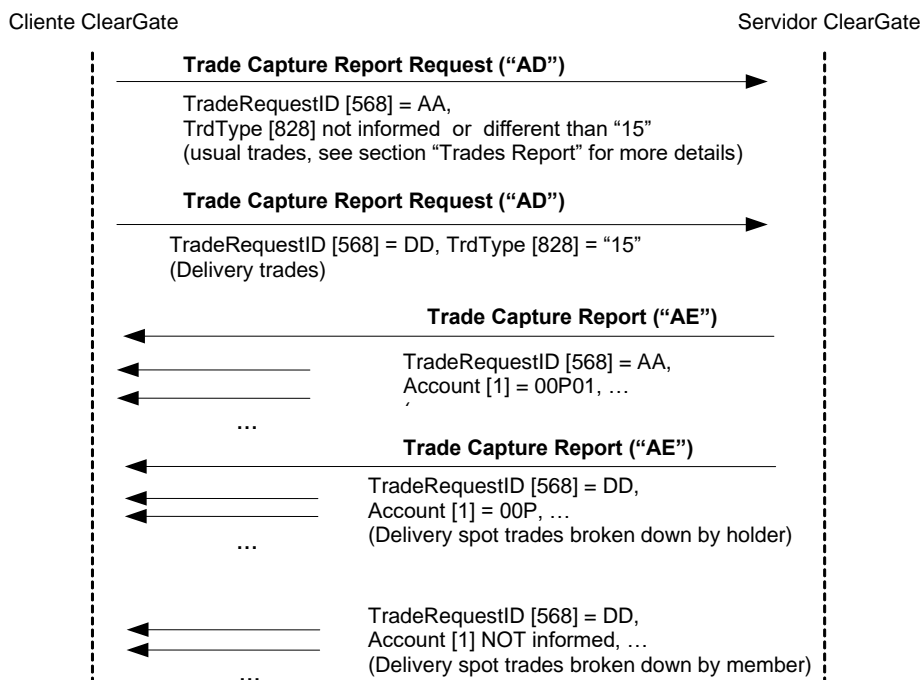 Cliente ClearGate
Servidor ClearGate
Trade Capture Report Request (“AD”)
TradeRequestID [568] = AA,
TrdType [828] not informed or different than “15”
(usual trades, see section “Trades Report” for more details)
Trade Capture Report Request (“AD”)
TradeRequestID [568] = DD, TrdType [828] = “15”
(Delivery trades)
Trade Capture Report (“AE”)
TradeRequestID [568] = AA,
Account [1] = 00P01, …
‘
…
Trade Capture Report (“AE”)
TradeRequestID [568] = DD,
Account [1] = 00P, …
(Delivery spot trades broken down by holder)
…
TradeRequestID [568] = DD,
Account [1] NOT informed, …
(Delivery spot trades broken down by member)
…